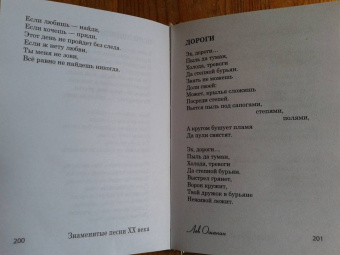 Если любишь — найди,
Если хочешь — приди,
Этот день не пройдет без следа.
Если ж нету любви,
Ты меня не зови,
Всё равно не найдешь никогда.
200
Знаменитые песни XX века
ДОРОГИ
Эх, дороги...
Пыль да туман,
Холода, тревоги
Да степной бурьян.
Знать не можешь
Доли своей:
Может, крылья сложишь
Посреди степей.
Вьется пыль под сапогами,
степями,
полями,
А кругом бушует пламя
Да пули свистят.
Эх, дороги...
Пыль да туман,
Холода, тревоги
Да степной бурьян.
Выстрел грянет,
Ворон кружит,
Твой дружок в бурьяне
Неживой лежит.
Лев Ошанин
201